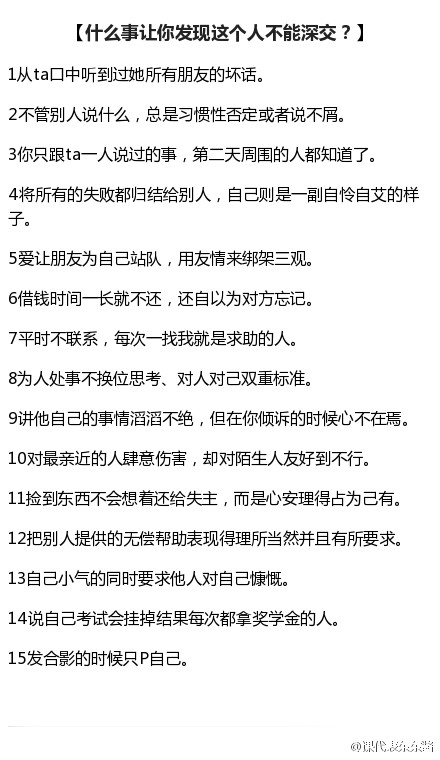 【什么事让你发现这个人不能深交？】
1从ta口中听到过她所有朋友的坏话。
2不管别人说什么，总是习惯性否定或者说不屑。
3你只跟ta一人说过的事，第二天周围的人都知道了。
4将所有的失败都归结给别人，自己则是一副自怜自艾的样
子。
5爱让朋友为自己站队，用友情来绑架三观。
6借钱时间一长就不还，还自以为对方忘记。
7平时不联系，每次一找我就是求助的人。
8为人处事不换位思考、对人对己双重标准。
9讲他自己的事情滔滔不绝，但在你倾诉的时候心不在焉。
10对最亲近的人肆意伤害，却对陌生人友好到不行。
11捡到东西不会想着还给失主，而是心安理得占为己有。
12把别人提供的无偿帮助表现得理所当然并且有所要求。
13自己小气的同时要求他人对自己慷慨。
14说自己考试会挂掉结果每次都拿奖学金的人。
15发合影的时候只P自己。
@课代表东东酱